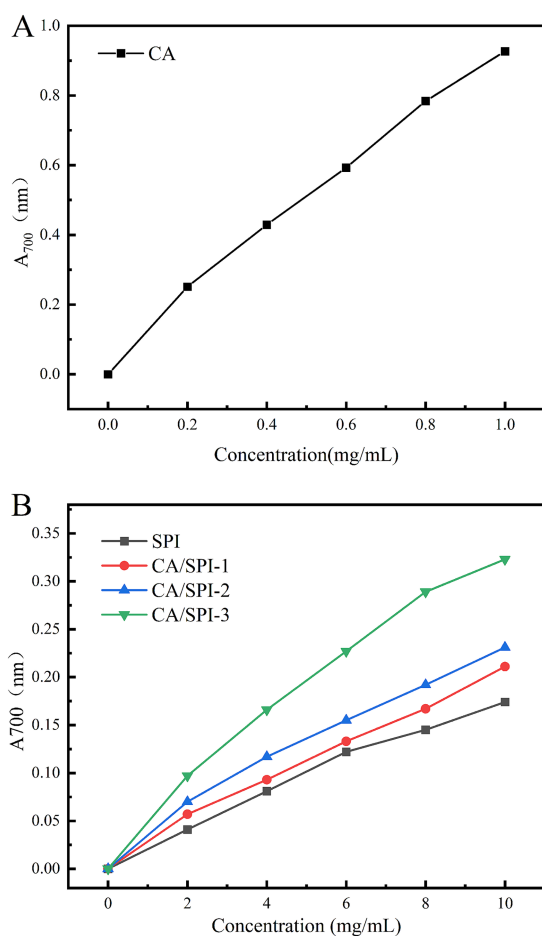 A
1.0
CA
0.8
0.6
0.4
0.2
0.0
A₇₀₀（nm）
0.0 0.2 0.4 0.6 0.8 1.0
Concentration(mg/mL)
B
0.35
SPI
CA/SPI-1
CA/SPI-2
CA/SPI-3
0.30
0.25
0.20
0.15
0.10
0.05
0.00
A700（nm）
0 2 4 6 8 10
Concentration (mg/mL)